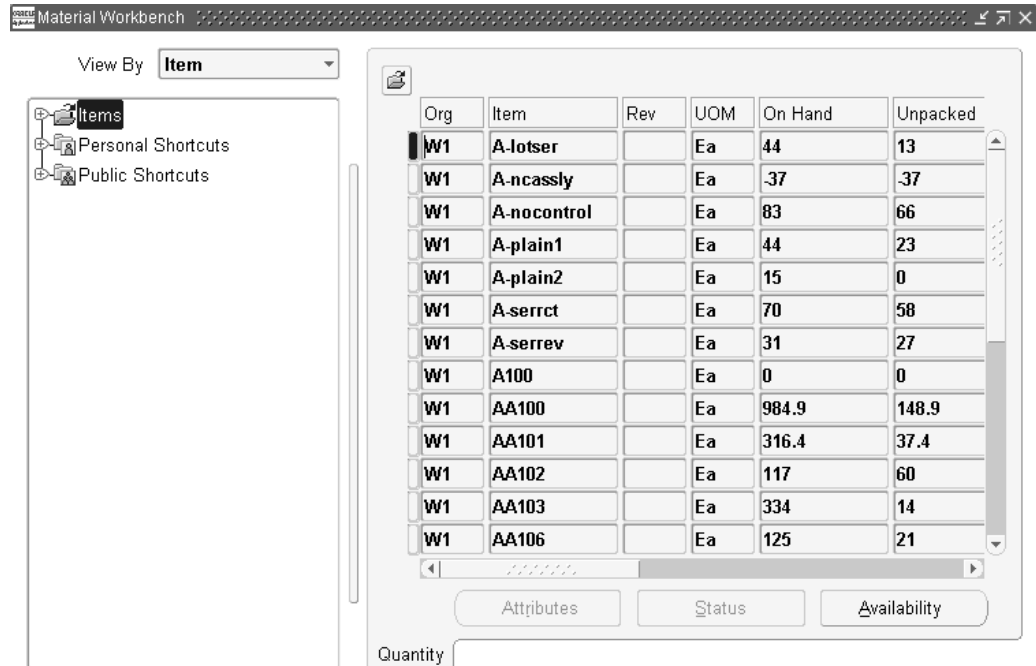 Material Workbench
View By Item
Items
Personal Shortcuts
Public Shortcuts
Org Item Rev UOM On Hand Unpacked
W1 A-lotser Ea 44 13
W1 A-ncassly Ea -37 -37
W1 A-nocontrol Ea 83 66
W1 A-plain1 Ea 44 23
W1 A-plain2 Ea 15 0
W1 A-serrct Ea 70 58
W1 A-serrev Ea 31 27
W1 A100 Ea 0 0
W1 AA100 Ea 984.9 148.9
W1 AA101 Ea 316.4 37.4
W1 AA102 Ea 117 60
W1 AA103 Ea 334 14
W1 AA106 Ea 125 21
Attributes Status Availability
Quantity